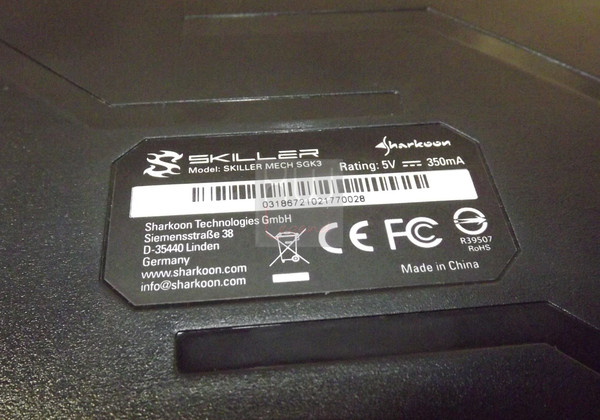 SKILLER
Sharkoon
Model: SKILLER MECH SGK3
Rating: 5V ⎓ 350mA
03186721021770028
Sharkoon Technologies GmbH
Siemensstraße 38
D-35440 Linden
Germany
www.sharkoon.com
info@sharkoon.com
CE FC
R39507
RoHS
Made in China